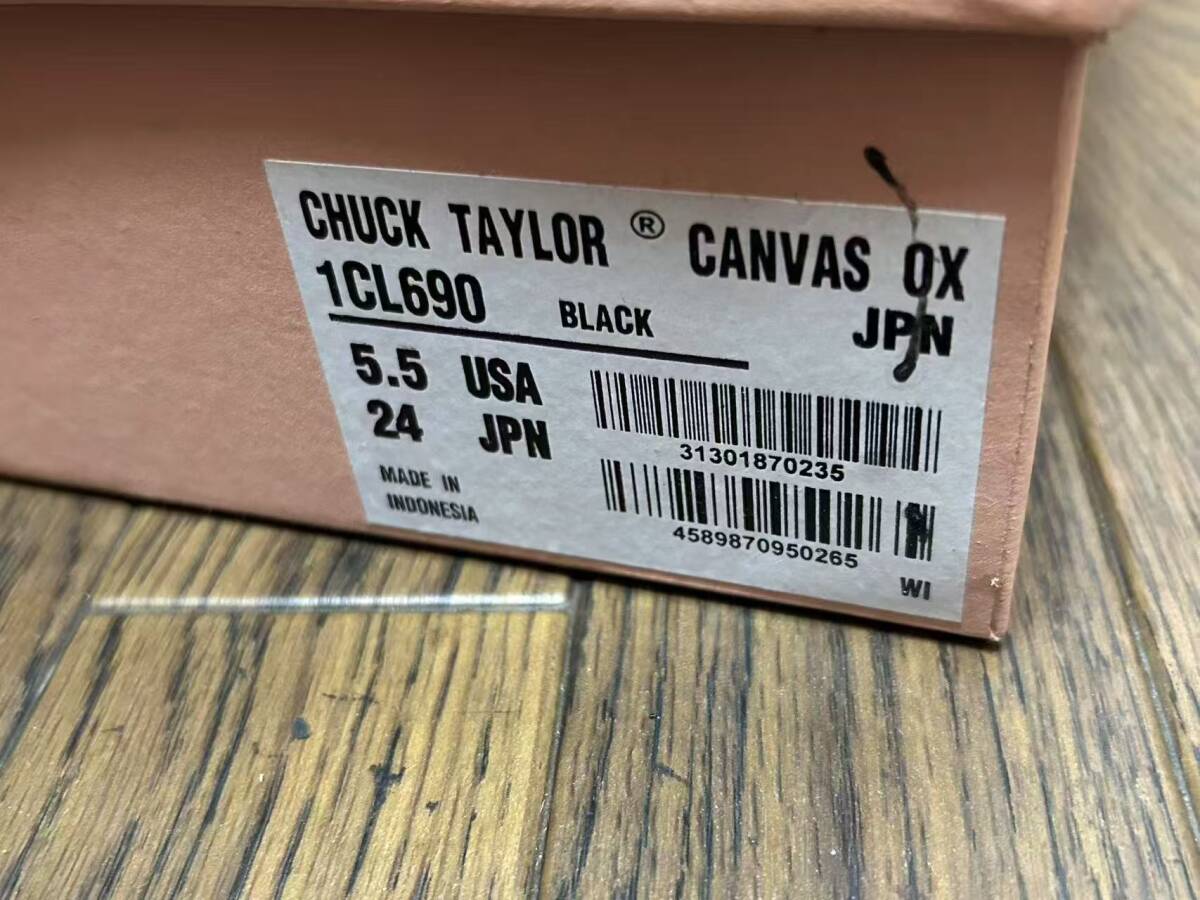 CHUCK TAYLOR ® CANVAS OX
1CL690 BLACK JPN
5.5 USA
24 JPN
31301870235
MADE IN
INDONESIA
4589870950265
WI